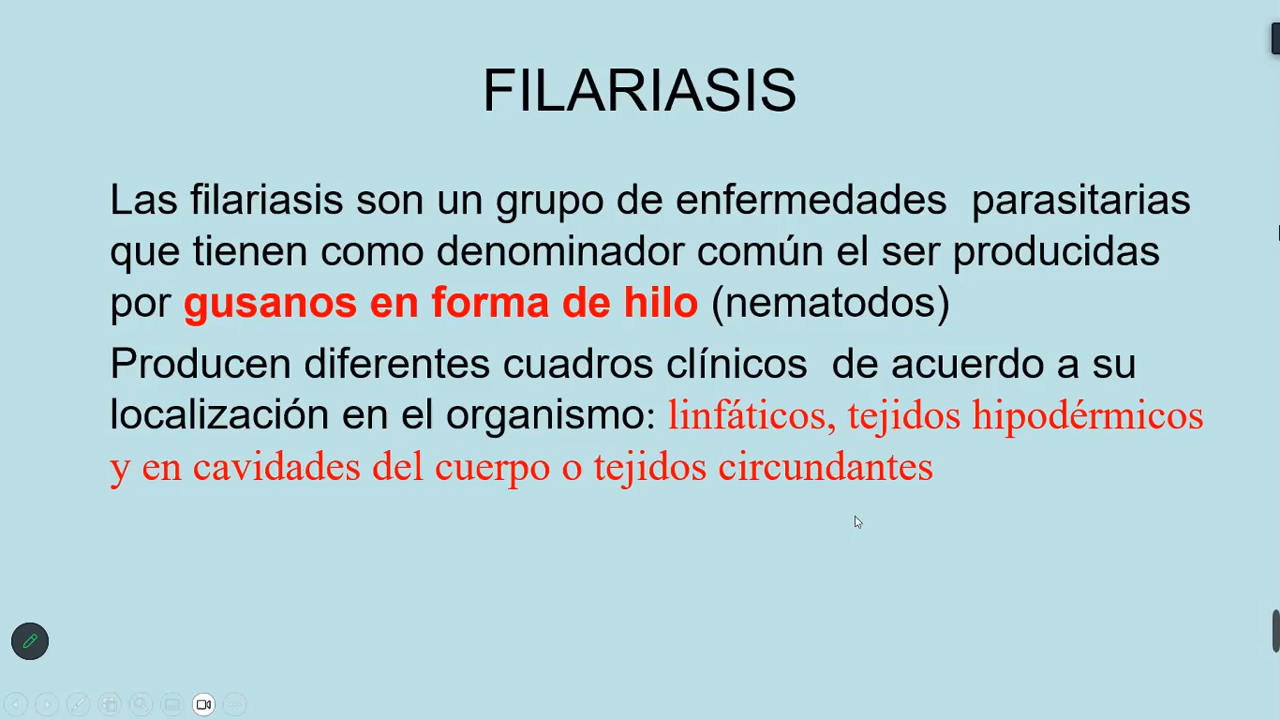 FILARIASIS
Las filariasis son un grupo de enfermedades parasitarias
que tienen como denominador común el ser producidas
por gusanos en forma de hilo (nematodos)
Producen diferentes cuadros clínicos de acuerdo a su
localización en el organismo: linfáticos, tejidos hipodérmicos
y en cavidades del cuerpo o tejidos circundantes